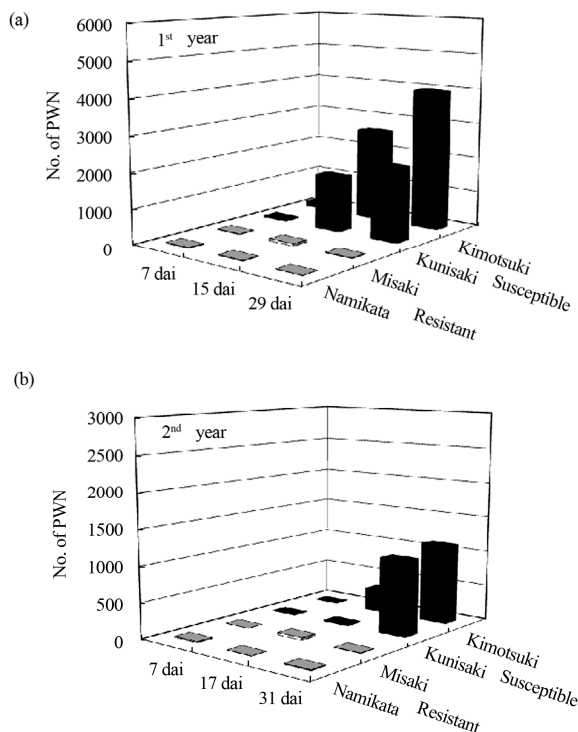 (a)
1st year
No. of PWN
6000
5000
4000
3000
2000
1000
0
7 dai
15 dai
29 dai
Kimotsuki
Kunisaki Susceptible
Misaki
Namikata Resistant
(b)
2nd year
No. of PWN
3000
2500
2000
1500
1000
500
0
7 dai
17 dai
31 dai
Kimotsuki
Kunisaki Susceptible
Misaki
Namikata Resistant